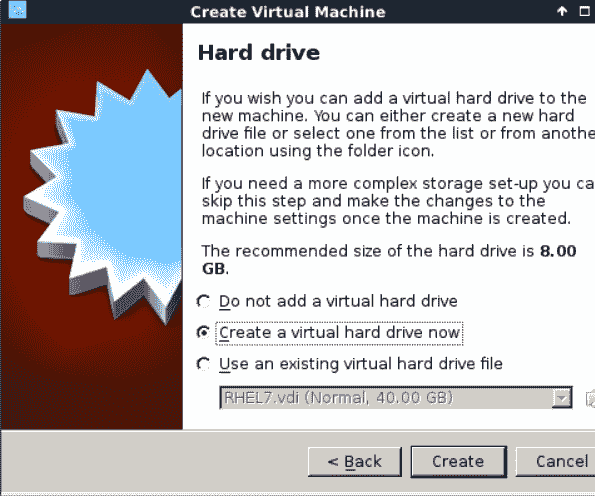 Create Virtual Machine
Hard drive
If you wish you can add a virtual hard drive to the
new machine. You can either create a new hard
drive file or select one from the list or from anothe
location using the folder icon.
If you need a more complex storage set-up you ca
skip this step and make the changes to the
machine settings once the machine is created.
The recommended size of the hard drive is 8.00
GB.
Do not add a virtual hard drive
Create a virtual hard drive now
Use an existing virtual hard drive file
RHEL7.vdi (Normal, 40.00 GB)
< Back Create Cancel